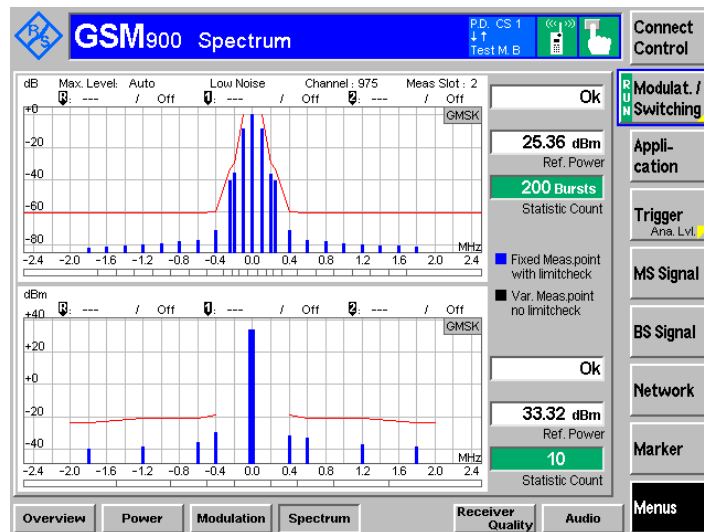 R/S
GSM900 Spectrum
P.D. CS 1
↓↑
Test M. B
Connect
Control
dB Max. Level: Auto Low Noise Channel : 975 Meas Slot : 2
R: --- / Off 1: --- / Off 2: --- / Off
GMSK
+0
-20
-40
-60
-80
MHz
-2.4 -2.0 -1.6 -1.2 -0.8 -0.4 0.0 0.4 0.8 1.2 1.6 2.0 2.4
Ok
25.36 dBm
Ref. Power
200 Bursts
Statistic Count
Fixed Meas.point
with limitcheck
Var. Meas.point
no limitcheck
dBm
R: --- / Off 1: --- / Off 2: --- / Off
GMSK
+40
+20
+0
-20
-40
MHz
-2.4 -2.0 -1.6 -1.2 -0.8 -0.4 0.0 0.4 0.8 1.2 1.6 2.0 2.4
Ok
33.32 dBm
Ref. Power
10
Statistic Count
RUN
Modulat. /
Switching
Appli-
cation
Trigger
Ana. Lvl.
MS Signal
BS Signal
Network
Marker
Menus
Overview Power Modulation Spectrum Receiver
Quality Audio